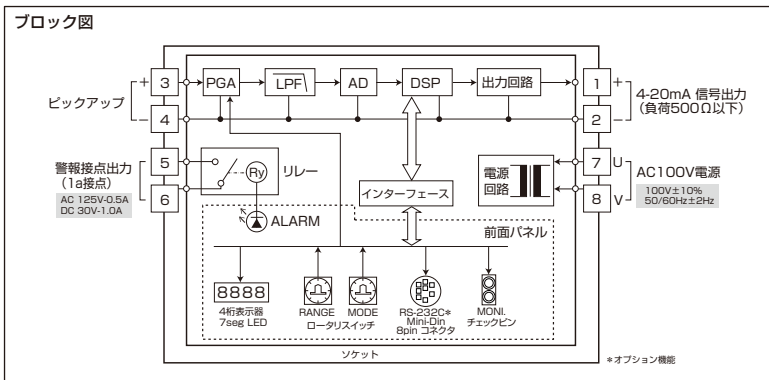 ブロック図
3
+
ピックアップ
-
4
PGA
LPF
AD
DSP
出力回路
1
+
4-20mA 信号出力
(負荷500Ω以下)
2
-
5
警報接点出力
(1a接点)
AC 125V-0.5A
DC 30V-1.0A
6
Ry
リレー
ALARM
インターフェース
電源
回路
7
U
AC100V電源
100V±10%
50/60Hz±2Hz
8
V
前面パネル
8888
4桁表示器
7seg LED
RANGE
MODE
ロータリスイッチ
RS-232C*
Mini-Din
8pin コネクタ
MONI.
チェックピン
ソケット
*オプション機能